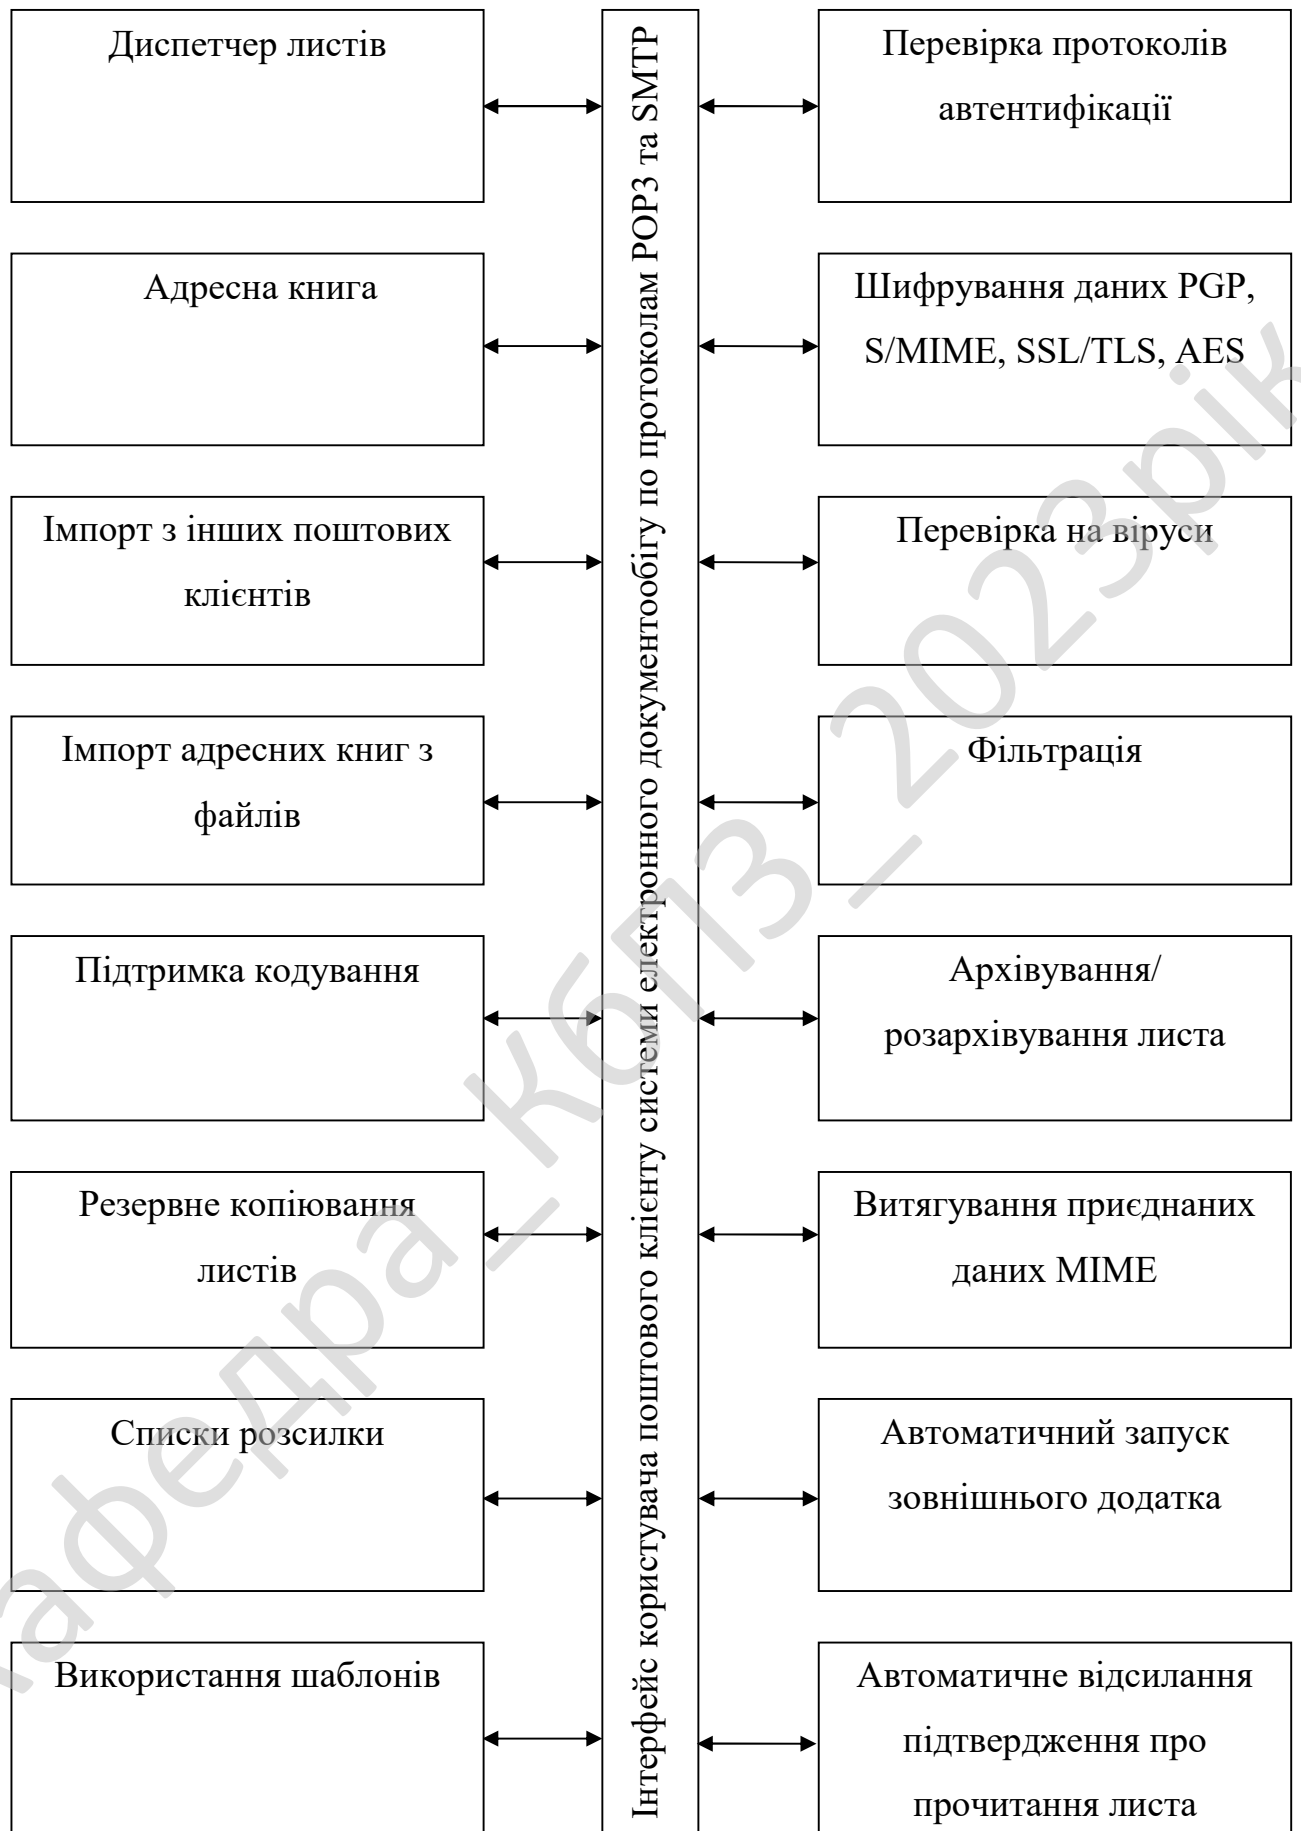 Диспетчер листів
Адресна книга
Імпорт з інших поштових
клієнтів
Імпорт адресних книг з
файлів
Підтримка кодування
Резервне копіювання
листів
Списки розсилки
Використання шаблонів
Інтерфейс користувача поштового клієнту системи електронного документообігу по протоколам POP3 та SMTP
Перевірка протоколів
автентифікації
Шифрування даних PGP,
S/MIME, SSL/TLS, AES
Перевірка на віруси
Фільтрація
Архівування/
розархівування листа
Витягування приєднаних
даних MIME
Автоматичний запуск
зовнішнього додатка
Автоматичне відсилання
підтвердження про
прочитання листа
кафедра_КбПЗ_2023рік